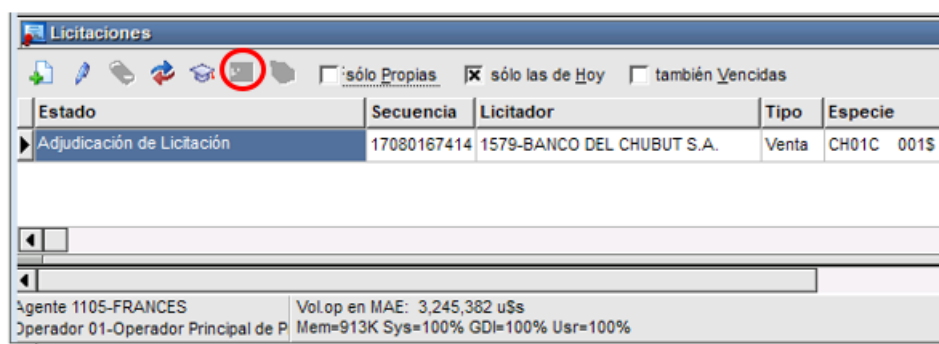 Licitaciones
sólo Propias sólo las de Hoy también Vencidas
Estado Secuencia Licitador Tipo Especie
Adjudicación de Licitación 17080167414 1579-BANCO DEL CHUBUT S.A. Venta CH01C 001$
Agente 1105-FRANCES Vol.op en MAE: 3,245,382 u$s
Operador 01-Operador Principal de P Mem=913K Sys=100% GDI=100% Usr=100%